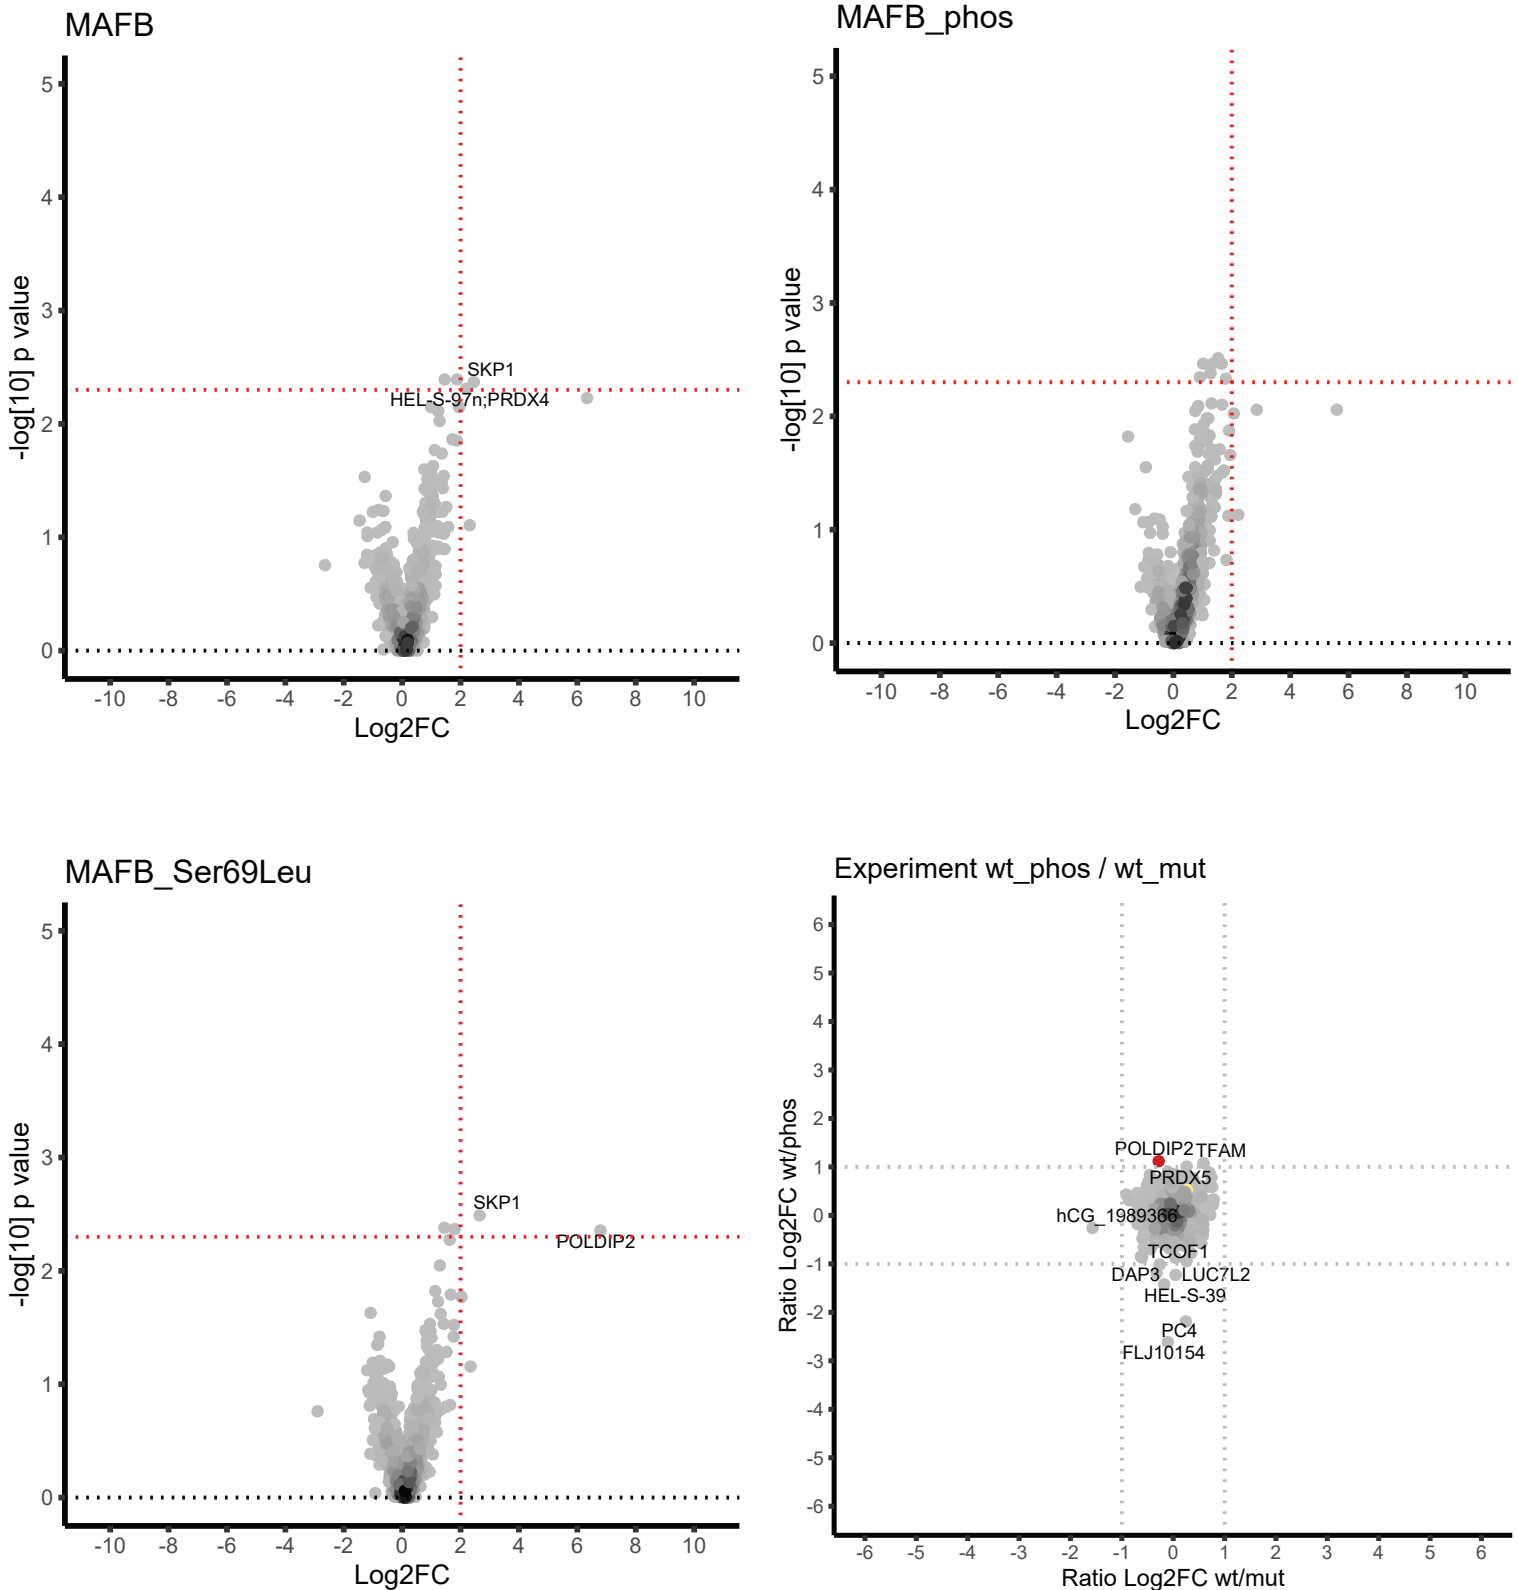 MAFB
5
4
3
2
1
0
-log[10] p value
SKP1
HEL-S-97n;PRDX4
-10 -8 -6 -4 -2 0 2 4 6 8 10
Log2FC
MAFB_phos
5
4
3
2
1
0
-log[10] p value
-10 -8 -6 -4 -2 0 2 4 6 8 10
Log2FC
MAFB_Ser69Leu
5
4
3
2
1
0
-log[10] p value
SKP1
POLDIP2
-10 -8 -6 -4 -2 0 2 4 6 8 10
Log2FC
Experiment wt_phos / wt_mut
6
5
4
3
2
1
0
-1
-2
-3
-4
-5
-6
Ratio Log2FC wt/phos
POLDIP2 TFAM
PRDX5
hCG_1989366
TCOF1
DAP3 LUC7L2
HEL-S-39
PC4
FLJ10154
-6 -5 -4 -3 -2 -1 0 1 2 3 4 5 6
Ratio Log2FC wt/mut